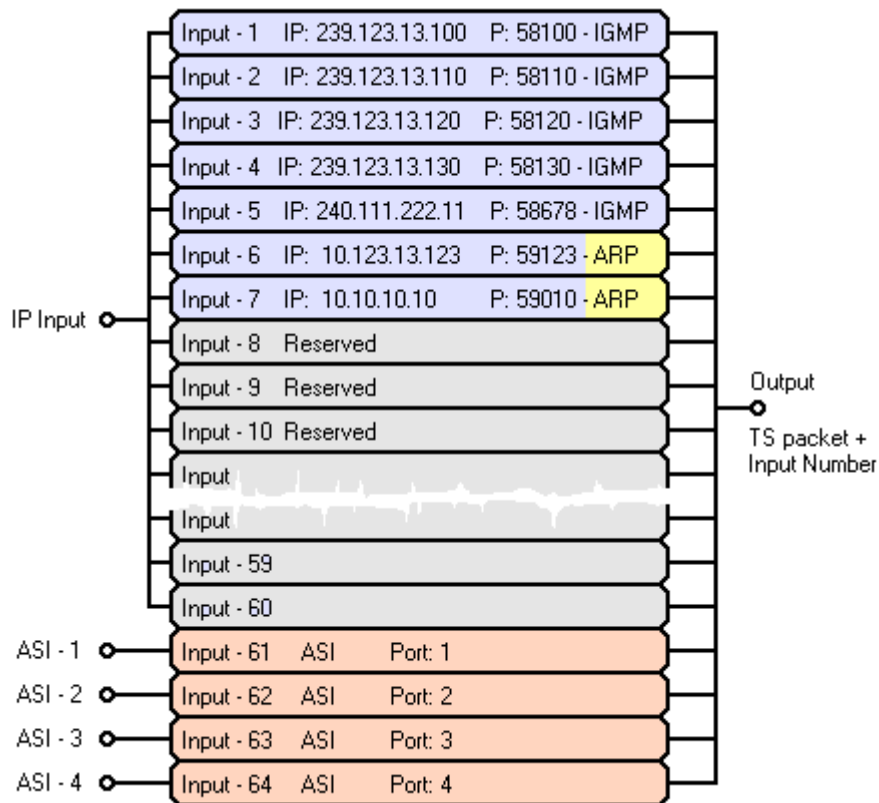 Input - 1 IP: 239.123.13.100 P: 58100 - IGMP
Input - 2 IP: 239.123.13.110 P: 58110 - IGMP
Input - 3 IP: 239.123.13.120 P: 58120 - IGMP
Input - 4 IP: 239.123.13.130 P: 58130 - IGMP
Input - 5 IP: 240.111.222.11 P: 58678 - IGMP
Input - 6 IP: 10.123.13.123 P: 59123 - ARP
Input - 7 IP: 10.10.10.10 P: 59010 - ARP
IP Input
Input - 8 Reserved
Input - 9 Reserved
Input - 10 Reserved
Input
Input
Input - 59
Input - 60
ASI - 1 Input - 61 ASI Port: 1
ASI - 2 Input - 62 ASI Port: 2
ASI - 3 Input - 63 ASI Port: 3
ASI - 4 Input - 64 ASI Port: 4
Output
TS packet +
Input Number